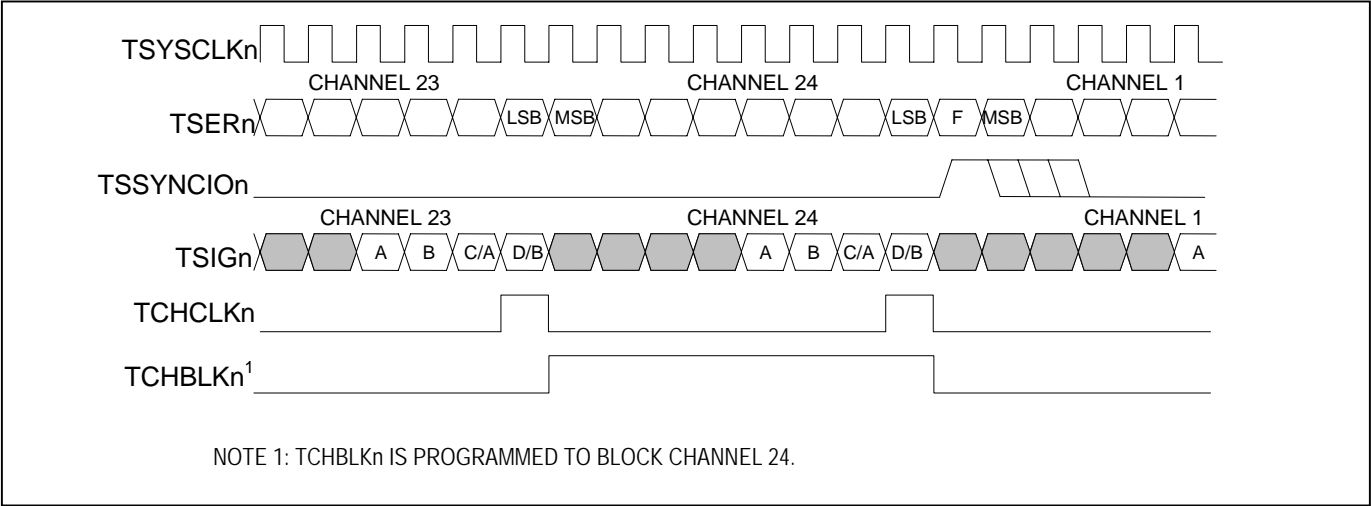 TSYSCLKn
CHANNEL 23 CHANNEL 24 CHANNEL 1
TSERn LSB MSB LSB F MSB
TSSYNCIOn
CHANNEL 23 CHANNEL 24 CHANNEL 1
TSIGn A B C/A D/B A B C/A D/B A
TCHCLKn
TCHBLKn¹
NOTE 1: TCHBLKn IS PROGRAMMED TO BLOCK CHANNEL 24.